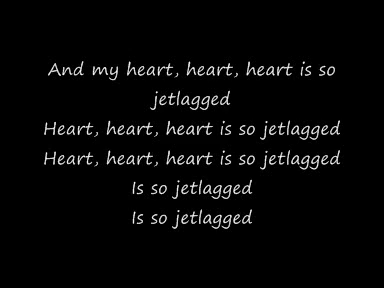 And my heart, heart, heart is so
jetlagged
Heart, heart, heart is so jetlagged
Heart, heart, heart is so jetlagged
Is so jetlagged
Is so jetlagged